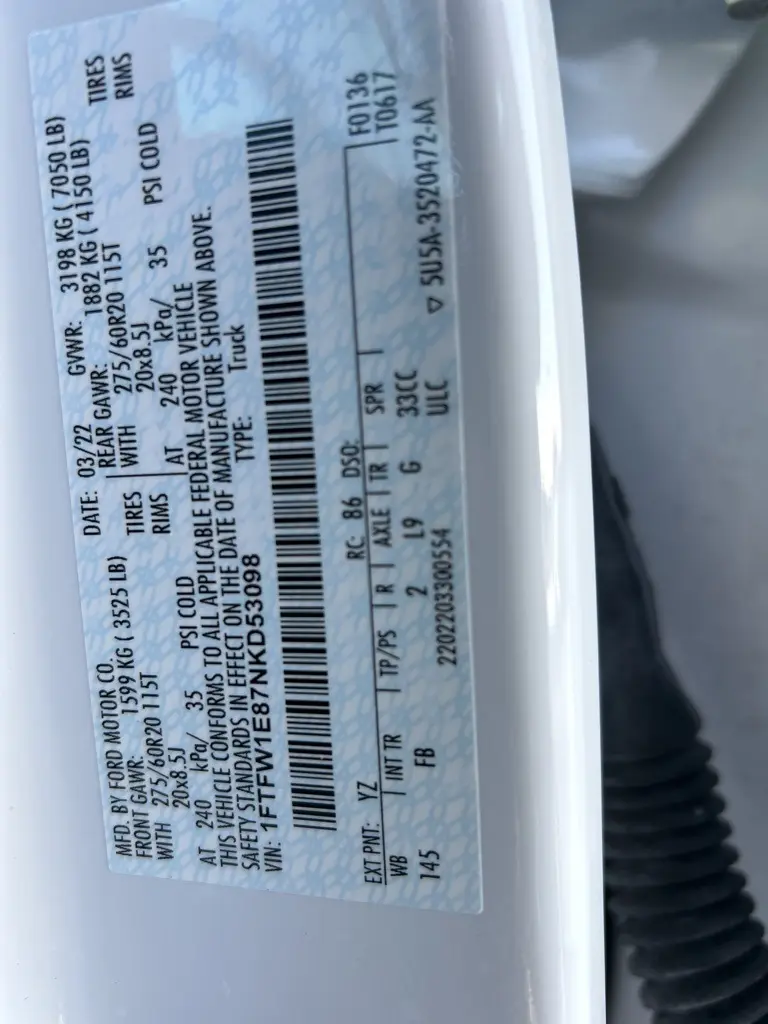 MFD. BY FORD MOTOR CO. DATE: 03/22 GVWR: 3198 KG ( 7050 LB)
FRONT GAWR: 1599 KG ( 3525 LB) REAR GAWR: 1882 KG ( 4150 LB)
WITH 275/60R20 115T TIRES WITH 275/60R20 115T TIRES
20x8.5J RIMS 20x8.5J RIMS
AT 240 kPa/ 35 PSI COLD AT 240 kPa/ 35 PSI COLD
THIS VEHICLE CONFORMS TO ALL APPLICABLE FEDERAL MOTOR VEHICLE
SAFETY STANDARDS IN EFFECT ON THE DATE OF MANUFACTURE SHOWN ABOVE.
VIN: 1FTFW1E87NKD53098 TYPE: Truck
F0136
EXT PNT: YZ RC: 86 DSO: T0617
WB INT TR TP/PS R AXLE TR SPR
145 FB 2 L9 G 33CC ▽ 5U5A-3520472-AA
2202203300554 ULC